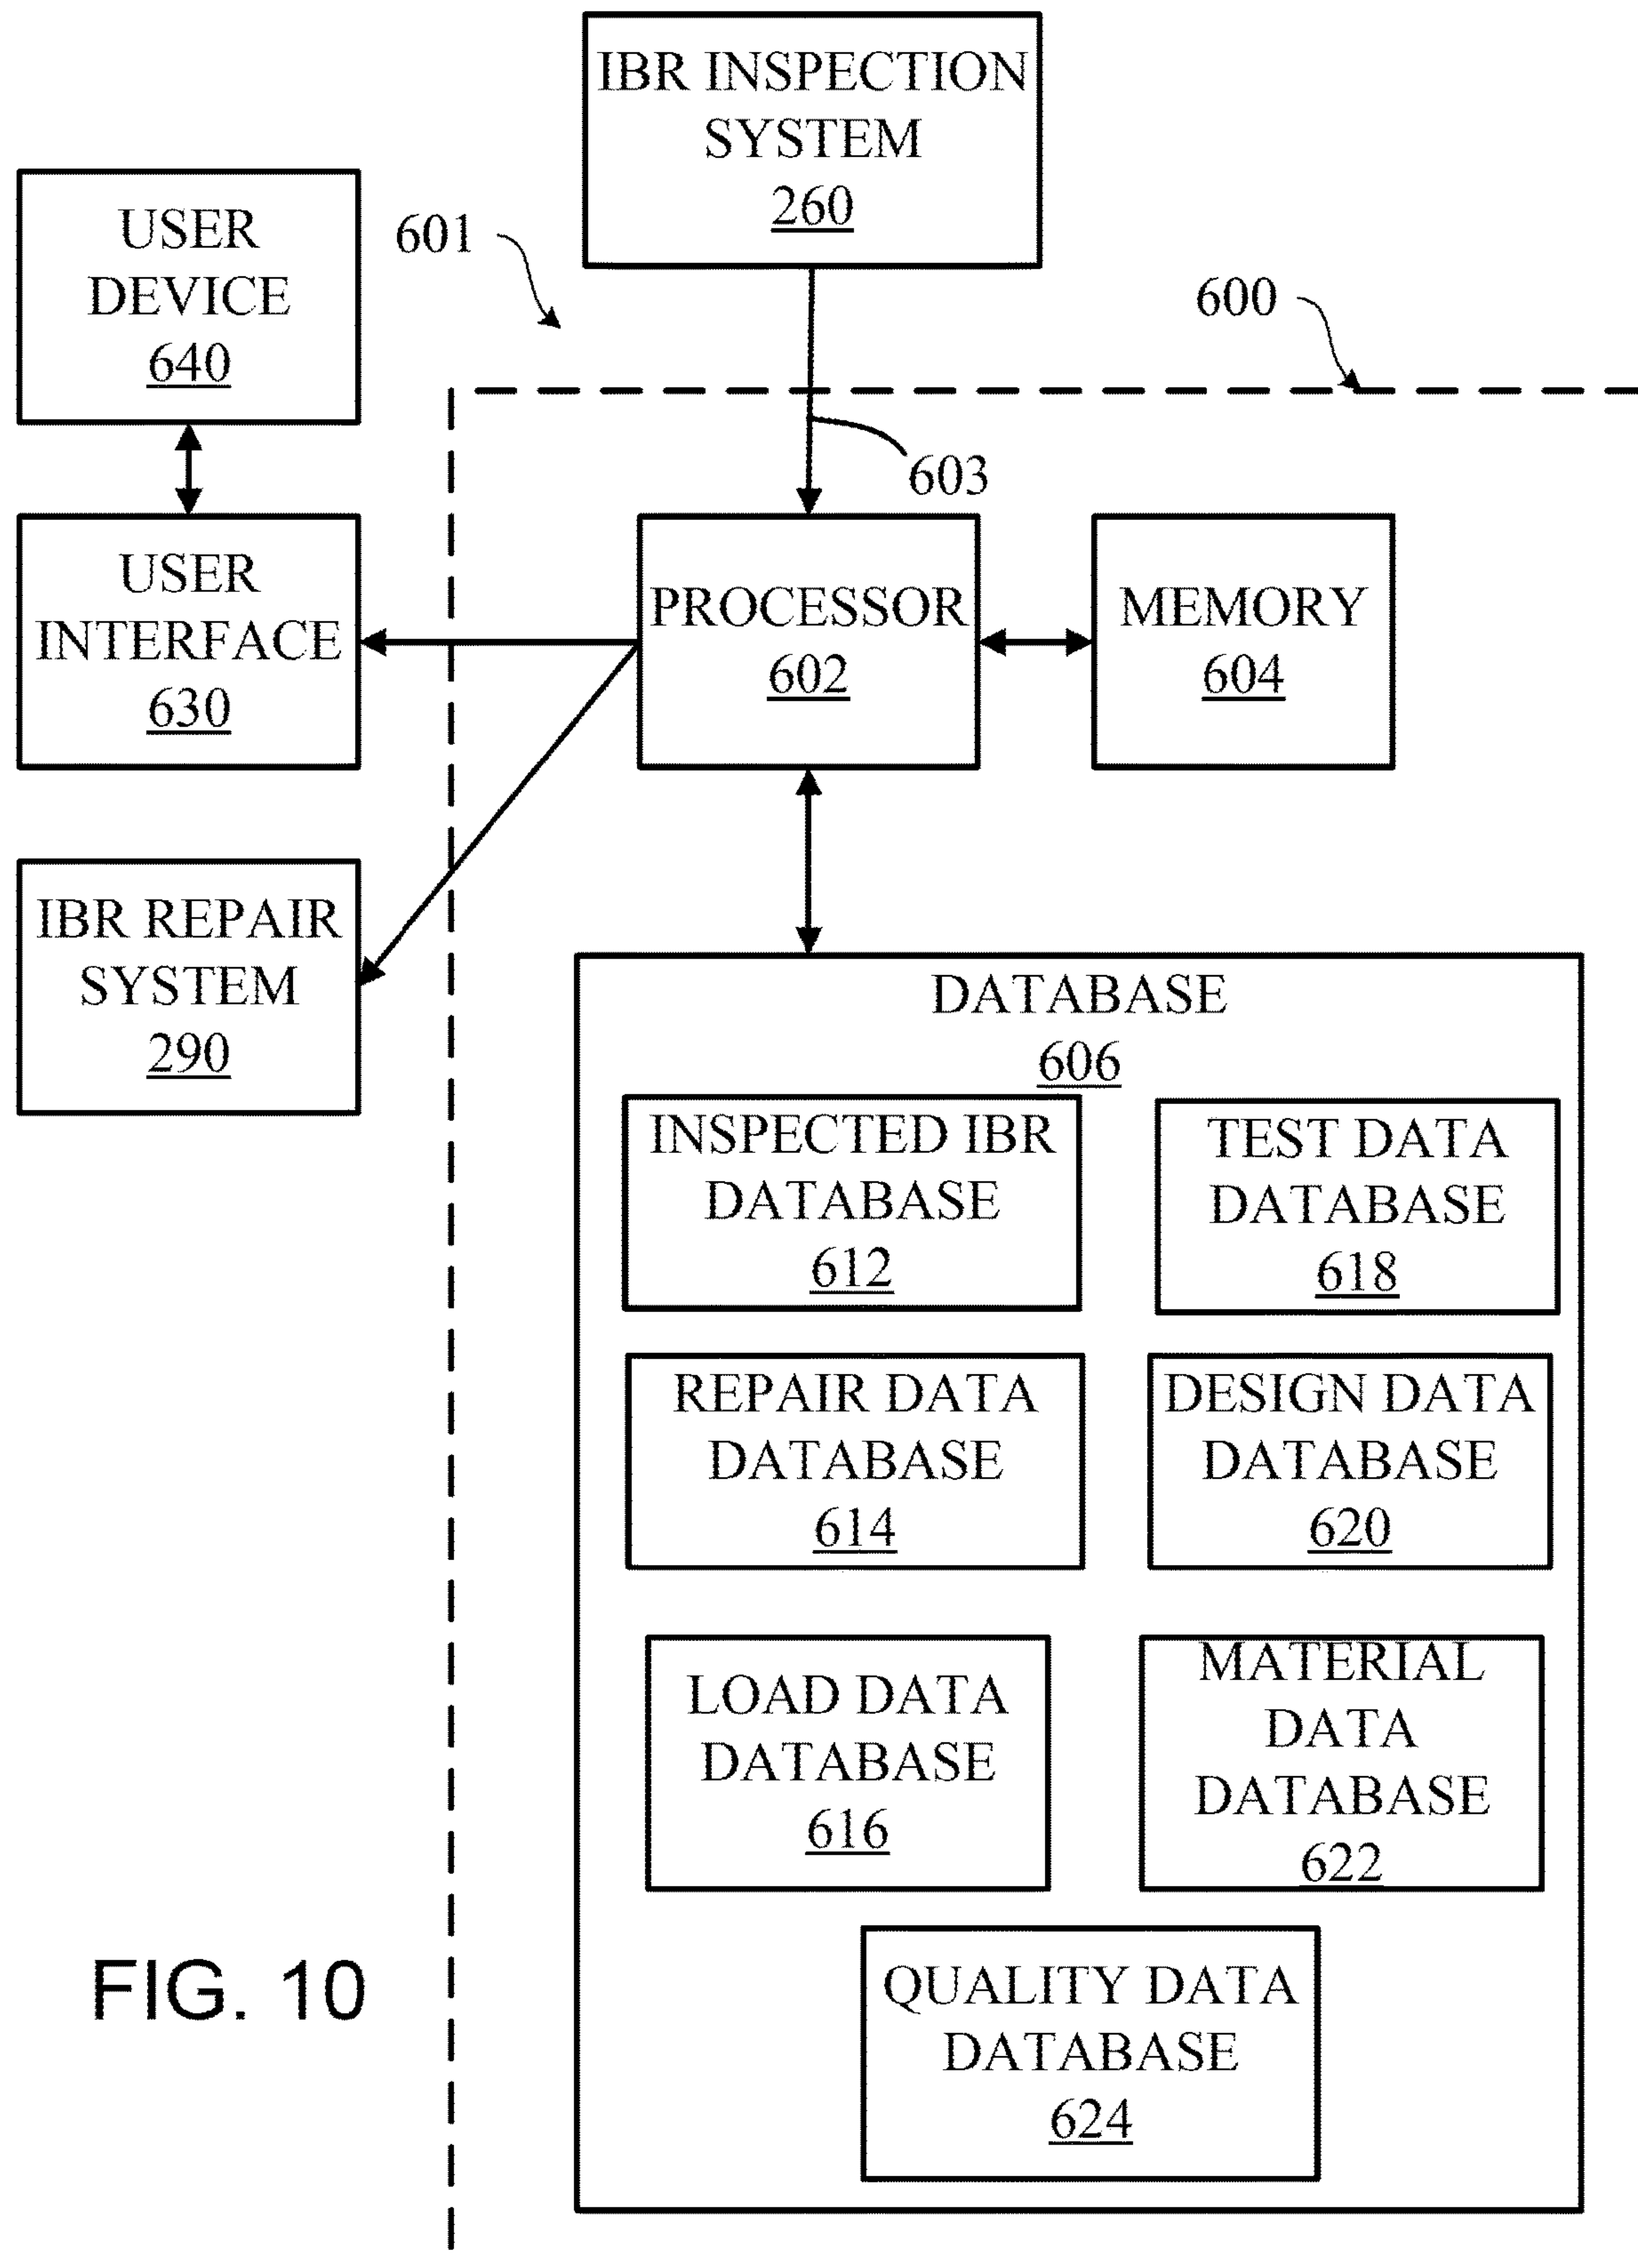 IBR INSPECTION
SYSTEM
260
USER
DEVICE
640
601
600
603
USER
INTERFACE
630
PROCESSOR
602
MEMORY
604
IBR REPAIR
SYSTEM
290
DATABASE
606
INSPECTED IBR
DATABASE
612
TEST DATA
DATABASE
618
REPAIR DATA
DATABASE
614
DESIGN DATA
DATABASE
620
LOAD DATA
DATABASE
616
MATERIAL
DATA
DATABASE
622
QUALITY DATA
DATABASE
624
FIG. 10